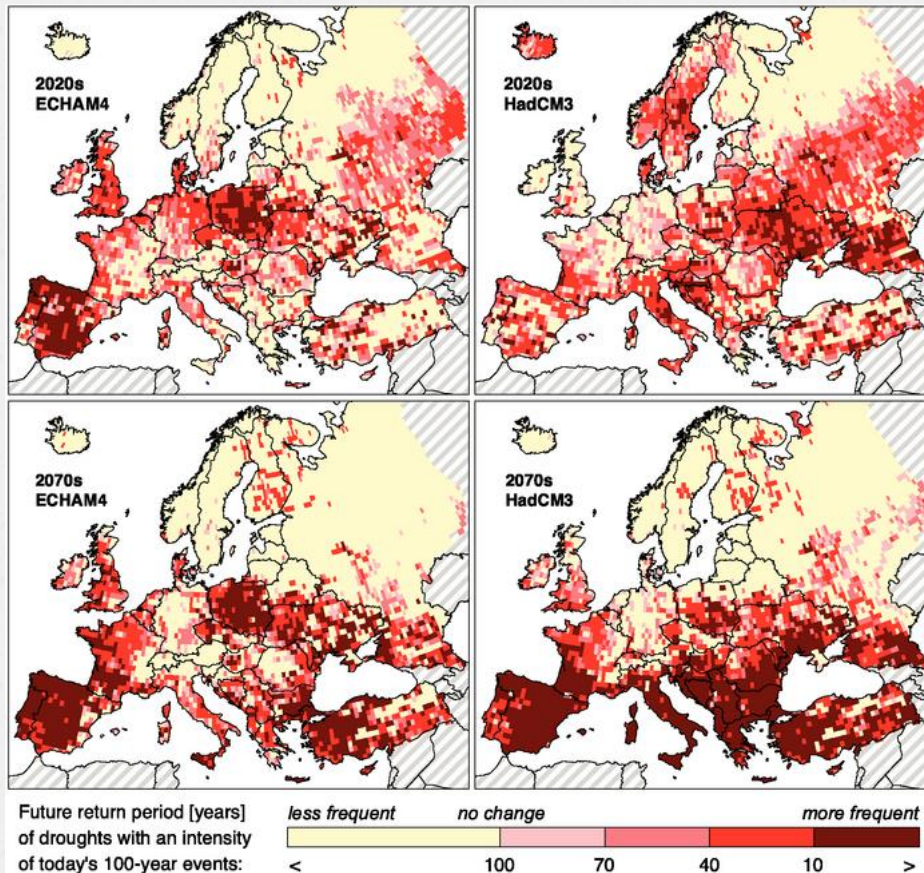 2020s
ECHAM4
2020s
HadCM3
2070s
ECHAM4
2070s
HadCM3
Future return period [years]
of droughts with an intensity
of today's 100-year events:
less frequent no change more frequent
< 100 70 40 10 >